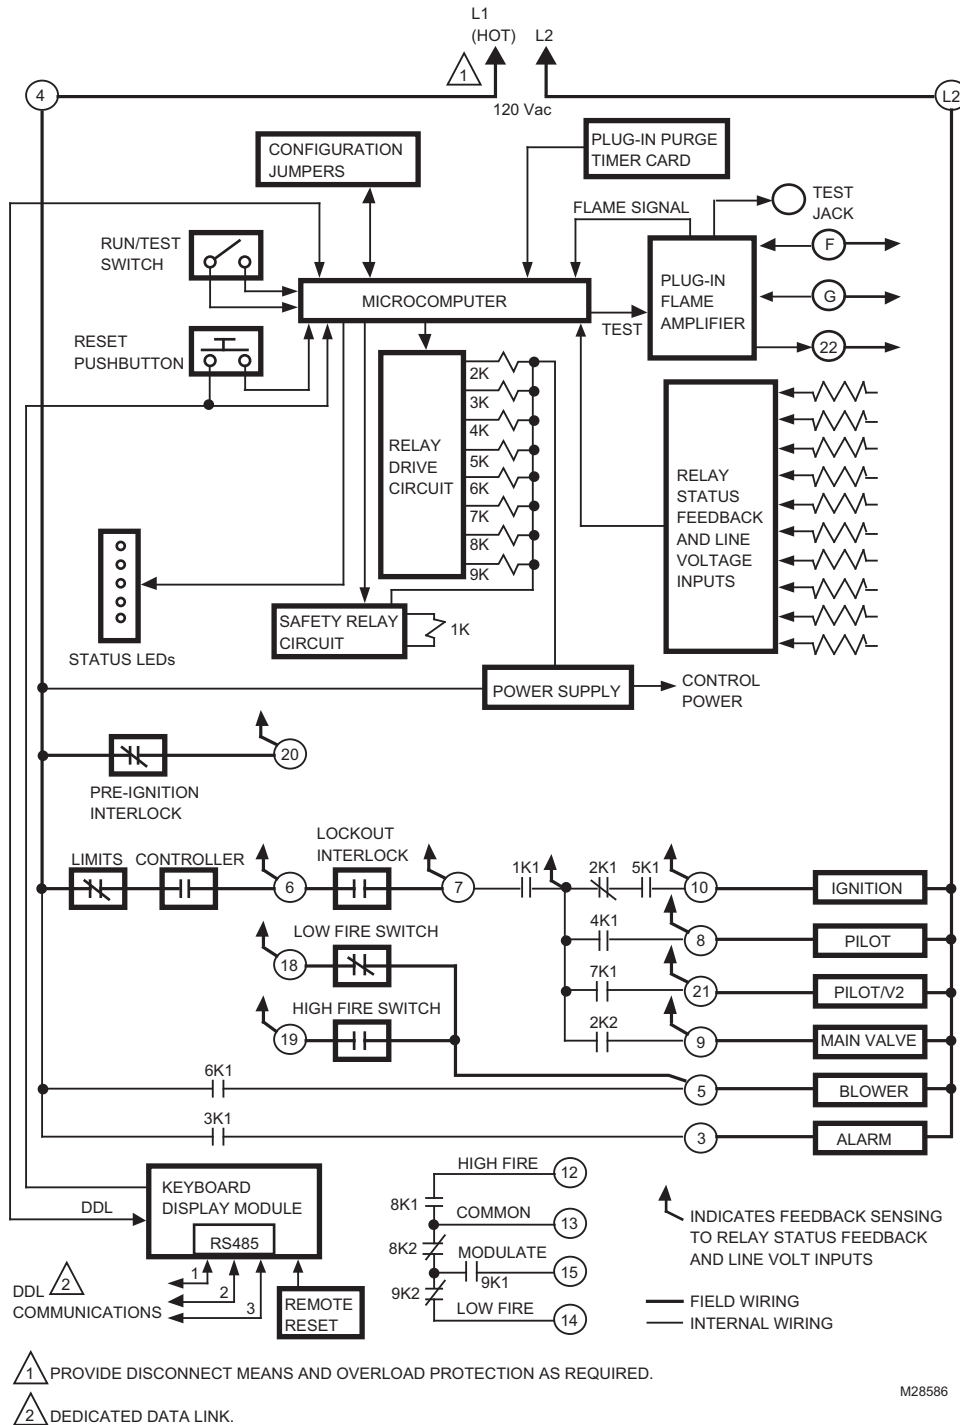 L1
(HOT) L2
1
4
L2
120 Vac
CONFIGURATION
JUMPERS
PLUG-IN PURGE
TIMER CARD
FLAME SIGNAL
TEST
JACK
RUN/TEST
SWITCH
F
PLUG-IN
FLAME
AMPLIFIER
G
MICROCOMPUTER
TEST
22
RESET
PUSHBUTTON
2K
3K
4K
5K
6K
7K
8K
9K
RELAY
DRIVE
CIRCUIT
RELAY
STATUS
FEEDBACK
AND LINE
VOLTAGE
INPUTS
STATUS LEDs
SAFETY RELAY
CIRCUIT
1K
POWER SUPPLY
CONTROL
POWER
20
PRE-IGNITION
INTERLOCK
LIMITS CONTROLLER
LOCKOUT
INTERLOCK
6
7
1K1
2K1
5K1
10
IGNITION
LOW FIRE SWITCH
18
4K1
8
PILOT
HIGH FIRE SWITCH
19
7K1
21
PILOT/V2
2K2
9
MAIN VALVE
6K1
5
BLOWER
3K1
3
ALARM
KEYBOARD
DISPLAY MODULE
RS485
DDL
1
2
3
DDL 2
COMMUNICATIONS
REMOTE
RESET
HIGH FIRE
12
8K1
COMMON
13
8K2
MODULATE
9K1
15
9K2
LOW FIRE
14
INDICATES FEEDBACK SENSING
TO RELAY STATUS FEEDBACK
AND LINE VOLT INPUTS
FIELD WIRING
INTERNAL WIRING
1 PROVIDE DISCONNECT MEANS AND OVERLOAD PROTECTION AS REQUIRED.
2 DEDICATED DATA LINK.
M28586